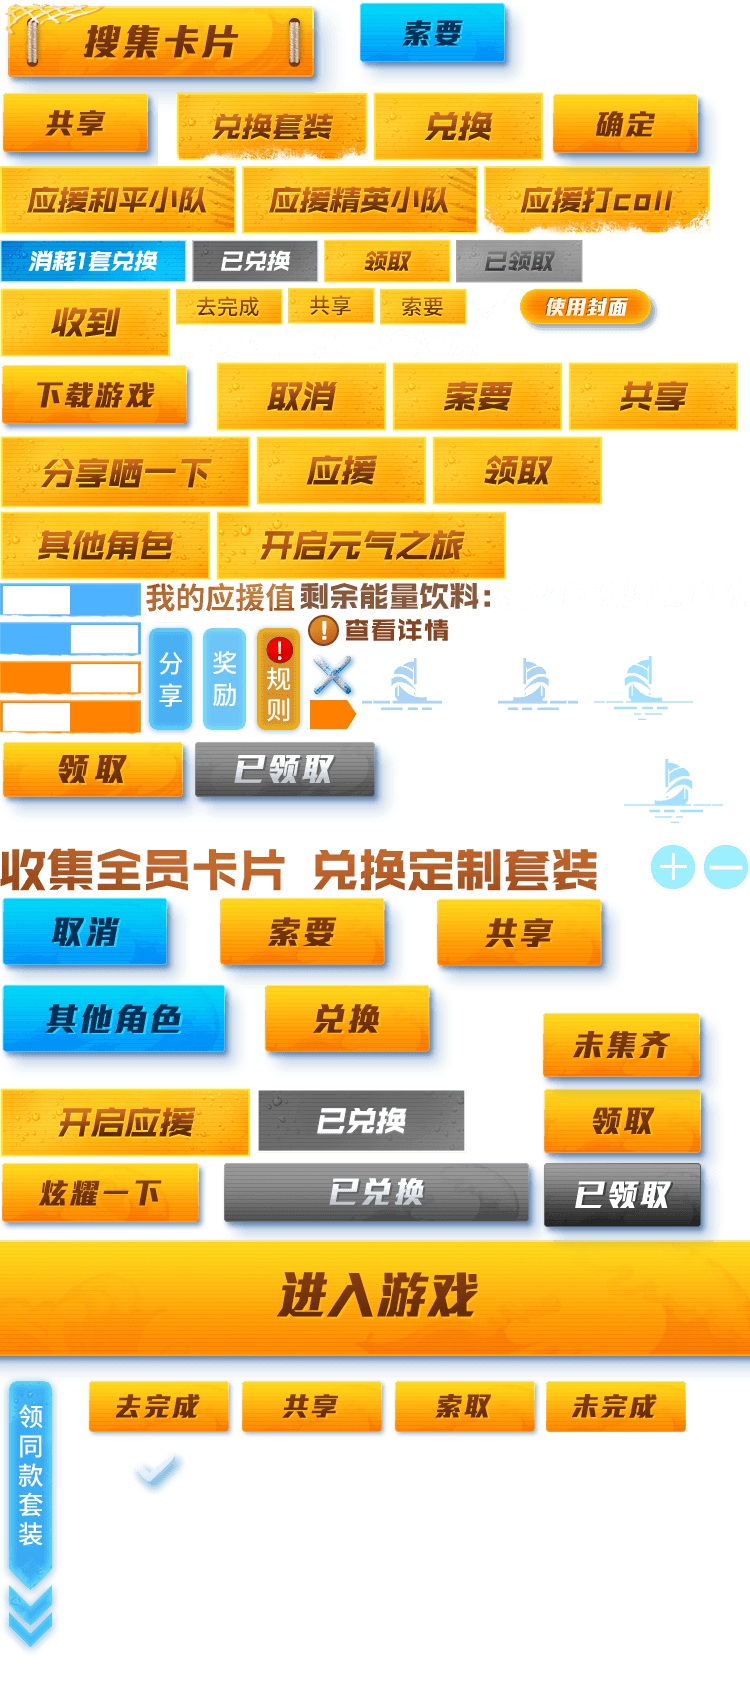 搜集卡片
索要
共享
兑换套装
兑换
确定
应援和平小队
应援精英小队
应援打coll
消耗1套兑换
已兑换
领取
已领取
收到
去完成
共享
索要
使用封面
下载游戏
取消
索要
共享
分享晒一下
应援
领取
其他角色
开启元气之旅
我的应援值
剩余能量饮料：
!查看详情
分享
奖励
!规则
领取
已领取
收集全员卡片 兑换定制套装
取消
索要
共享
其他角色
兑换
未集齐
开启应援
已兑换
领取
炫耀一下
已兑换
已领取
进入游戏
领同款套装
去完成
共享
索取
未完成